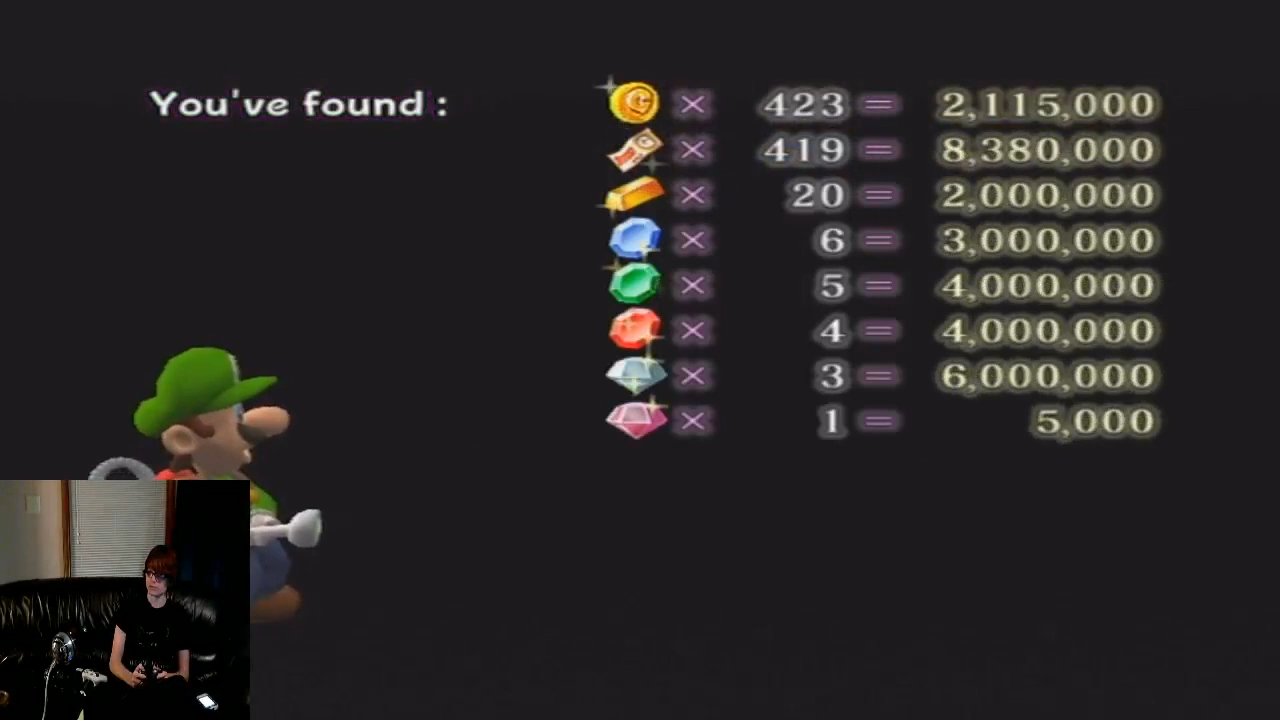 You've found :
× 423 = 2,115,000
× 419 = 8,380,000
× 20 = 2,000,000
× 6 = 3,000,000
× 5 = 4,000,000
× 4 = 4,000,000
× 3 = 6,000,000
× 1 = 5,000